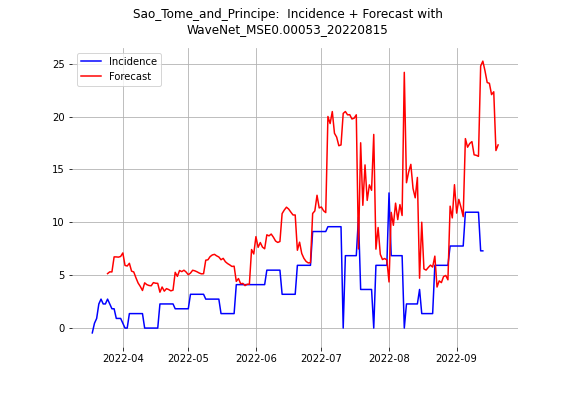 Sao_Tome_and_Principe:  Incidence + Forecast with
WaveNet_MSE0.00053_20220815
Incidence
Forecast
25
20
15
10
5
0
2022-04 2022-05 2022-06 2022-07 2022-08 2022-09